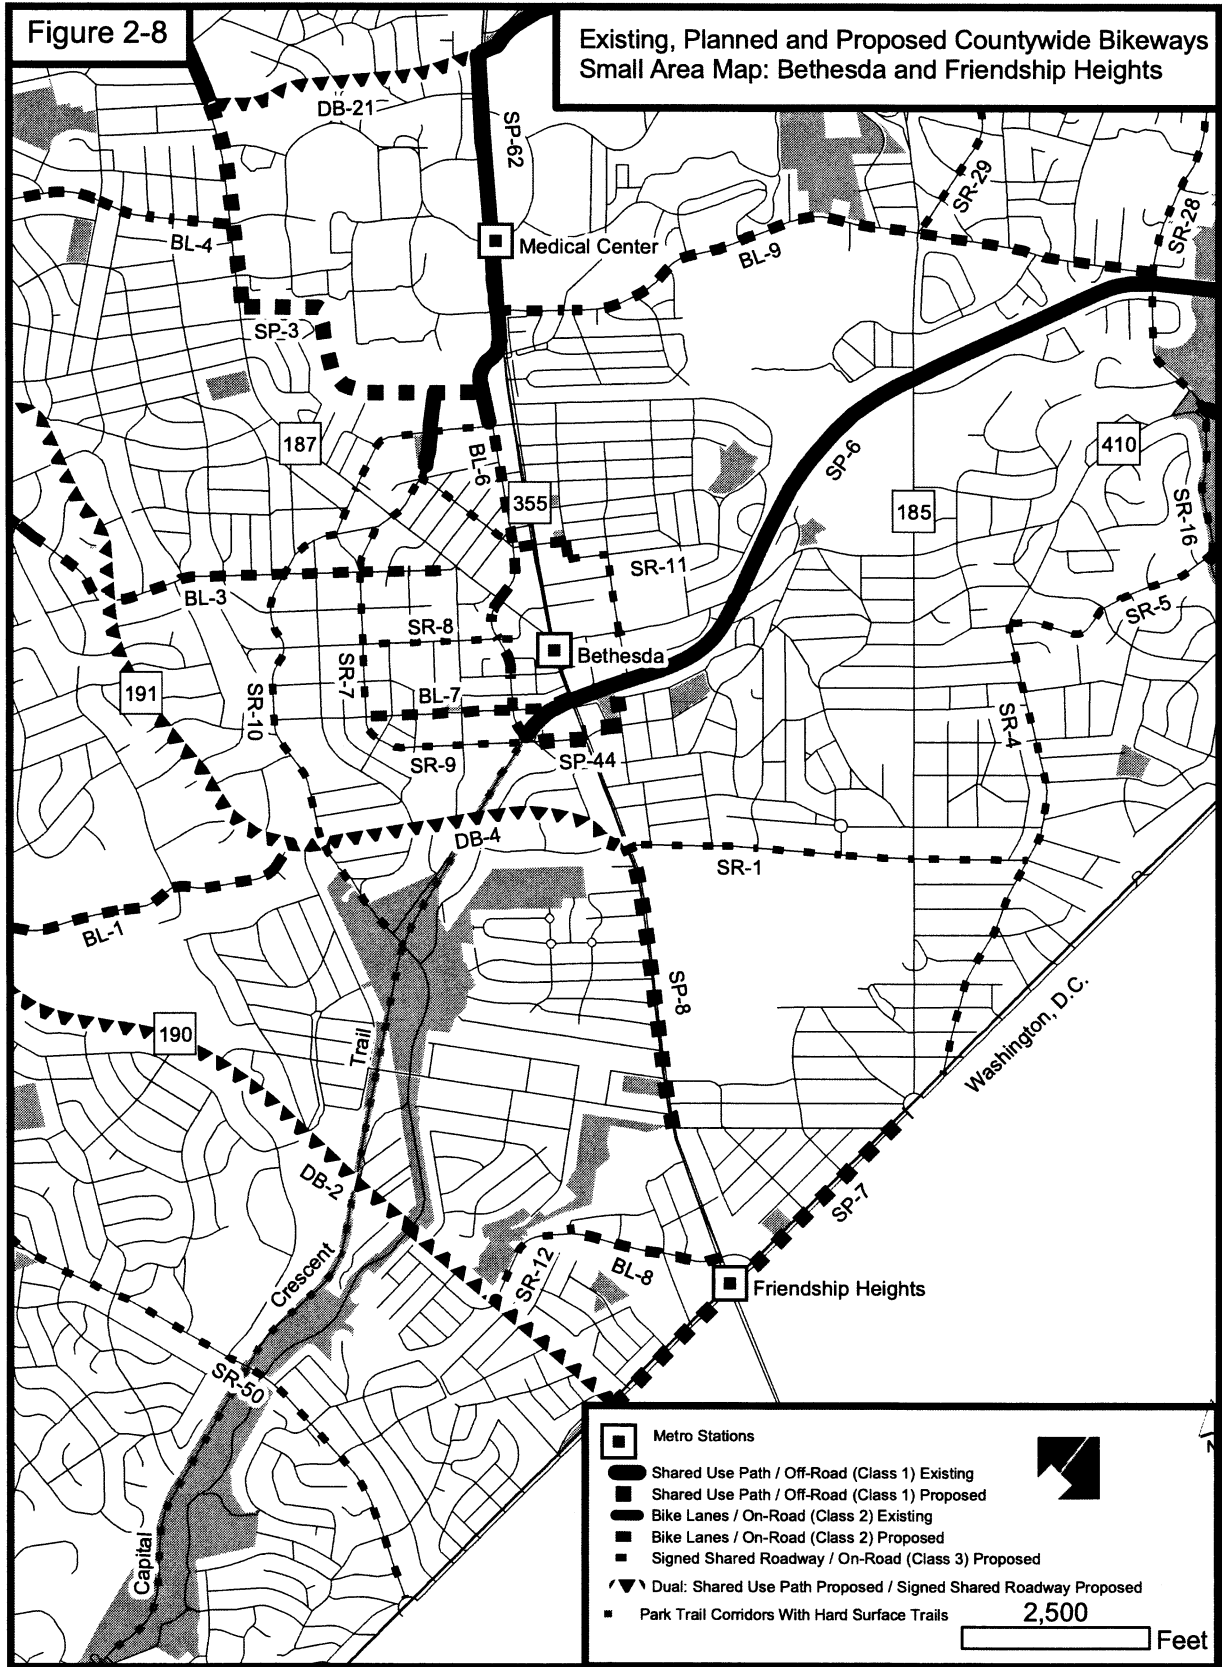 Figure 2-8
Existing, Planned and Proposed Countywide Bikeways
Small Area Map: Bethesda and Friendship Heights
DB-21
SP-62
SR-29
SR-28
BL-4
Medical Center
BL-9
SP-3
187
BL-6
355
SP-6
185
410
SR-16
SR-11
BL-3
SR-8
Bethesda
SR-5
191
SR-10
SR-7
BL-7
SR-4
SR-9
SP-44
DB-4
SR-1
BL-1
SP-8
190
Trail
Washington, D.C.
DB-2
SP-7
Crescent
SR-12
BL-8
Friendship Heights
SR-50
Capital
Metro Stations
Shared Use Path / Off-Road (Class 1) Existing
Shared Use Path / Off-Road (Class 1) Proposed
Bike Lanes / On-Road (Class 2) Existing
Bike Lanes / On-Road (Class 2) Proposed
Signed Shared Roadway / On-Road (Class 3) Proposed
Dual: Shared Use Path Proposed / Signed Shared Roadway Proposed
Park Trail Corridors With Hard Surface Trails
2,500
Feet